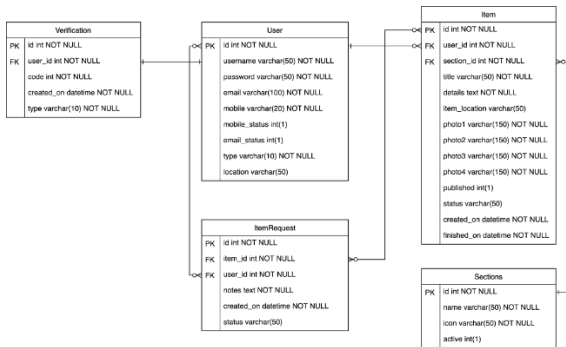 Verification
PK id int NOT NULL
FK user_id int NOT NULL
code int NOT NULL
created_on datetime NOT NULL
type varchar(10) NOT NULL
User
PK id int NOT NULL
username varchar(50) NOT NULL
password varchar(50) NOT NULL
email varchar(100) NOT NULL
mobile varchar(20) NOT NULL
mobile_status int(1)
email_status int(1)
type varchar(10) NOT NULL
location varchar(50)
Item
PK id int NOT NULL
FK user_id int NOT NULL
FK section_id int NOT NULL
title varchar(50) NOT NULL
details text NOT NULL
item_location varchar(50)
photo1 varchar(150) NOT NULL
photo2 varchar(150) NOT NULL
photo3 varchar(150) NOT NULL
photo4 varchar(150) NOT NULL
published int(1)
status varchar(50)
created_on datetime NOT NULL
finished_on datetime NOT NULL
ItemRequest
PK id int NOT NULL
FK item_id int NOT NULL
FK user_id int NOT NULL
notes text NOT NULL
created_on datetime NOT NULL
status varchar(50)
Sections
PK id int NOT NULL
name varchar(50) NOT NULL
icon varchar(50) NOT NULL
active int(1)